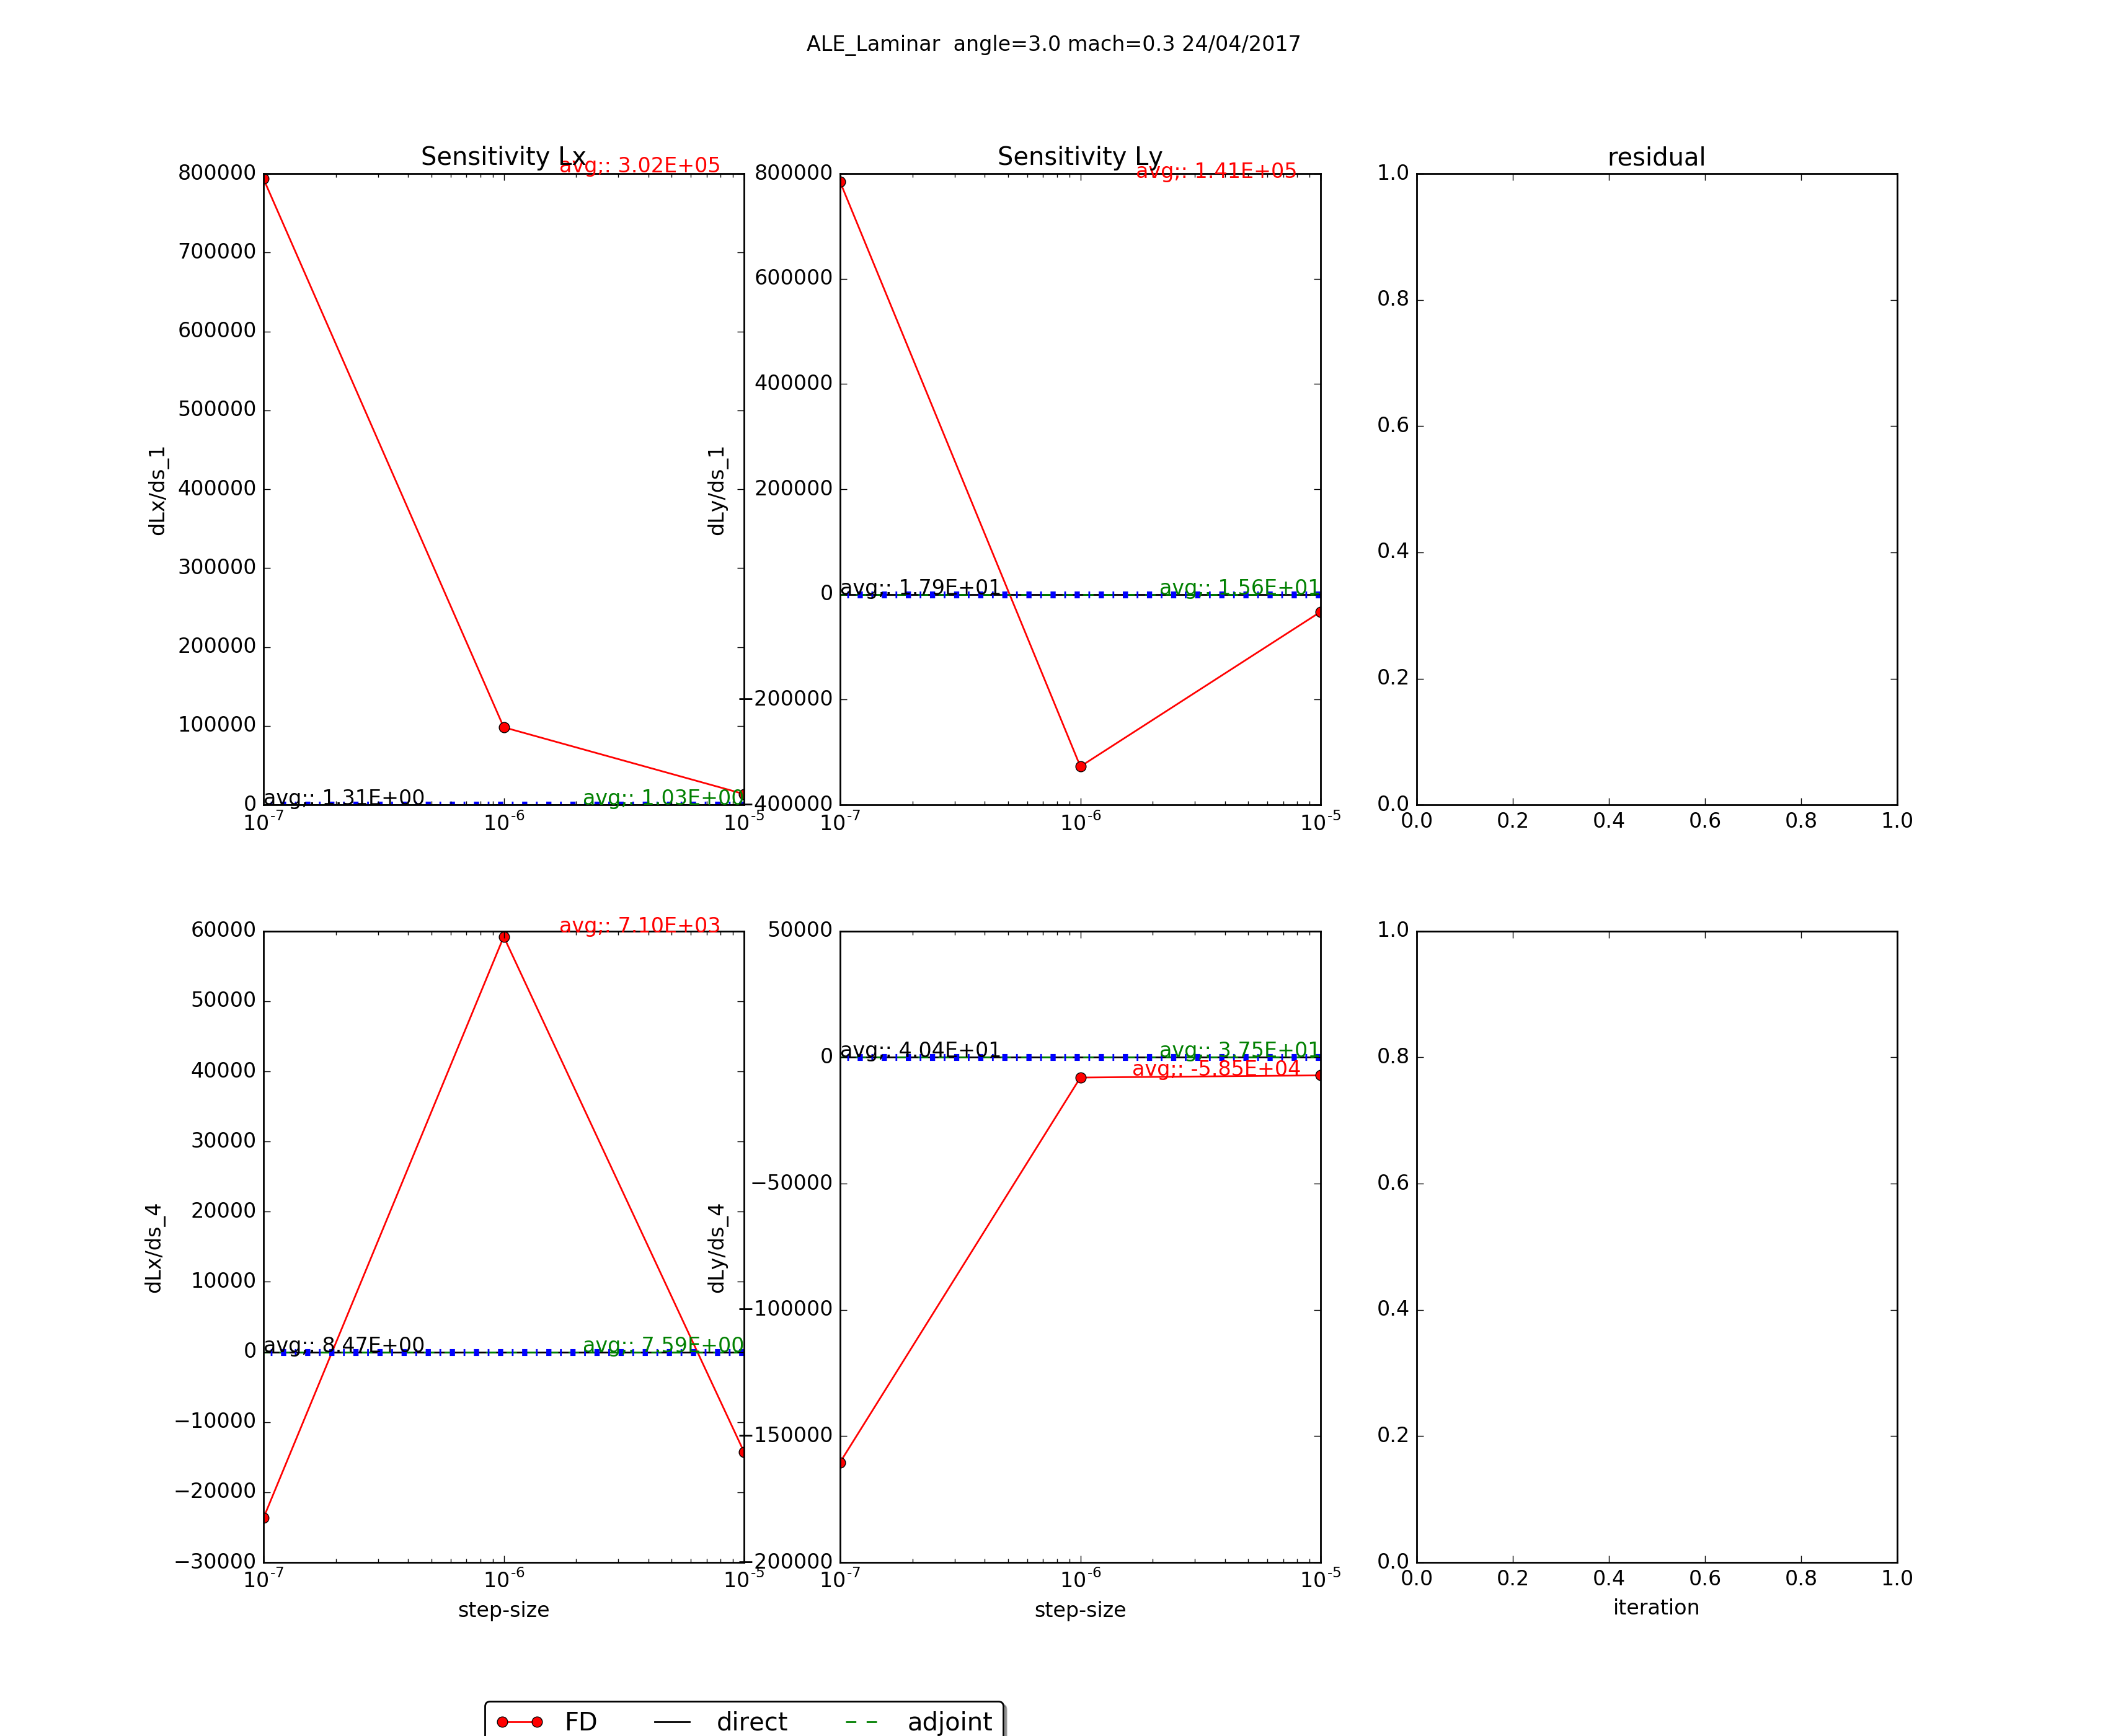 ALE_Laminar  angle=3.0 mach=0.3 24/04/2017
Sensitivity Lx
avg;: 3.02E+05
800000
700000
600000
500000
400000
300000
200000
100000
0
dLx/ds_1
avg;: 1.31E+00
avg;: 1.03E+00
10-7
10-6
10-5
Sensitivity Ly
avg;: 1.41E+05
800000
600000
400000
200000
0
−200000
−400000
dLy/ds_1
avg;: 1.79E+01
avg;: 1.56E+01
10-7
10-6
10-5
residual
1.0
0.8
0.6
0.4
0.2
0.0
0.0 0.2 0.4 0.6 0.8 1.0
avg;: 7.10E+03
60000
50000
40000
30000
20000
10000
0
−10000
−20000
−30000
dLx/ds_4
avg;: 8.47E+00
avg;: 7.59E+00
10-7
10-6
10-5
step-size
50000
0
−50000
−100000
−150000
−200000
dLy/ds_4
avg;: 4.04E+01
avg;: 3.75E+01
avg;: -5.85E+04
10-7
10-6
10-5
step-size
1.0
0.8
0.6
0.4
0.2
0.0
0.0 0.2 0.4 0.6 0.8 1.0
iteration
FD direct adjoint